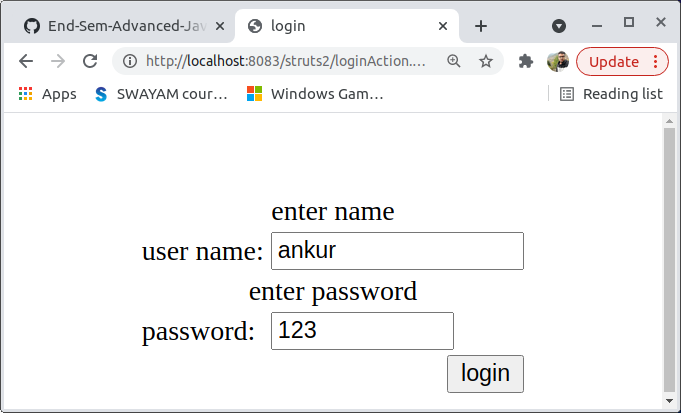 End-Sem-Advanced-Jav
login
http://localhost:8083/struts2/loginAction....
Update
Apps
SWAYAM cour...
Windows Gam...
Reading list
enter name
user name: ankur
enter password
password: 123
login